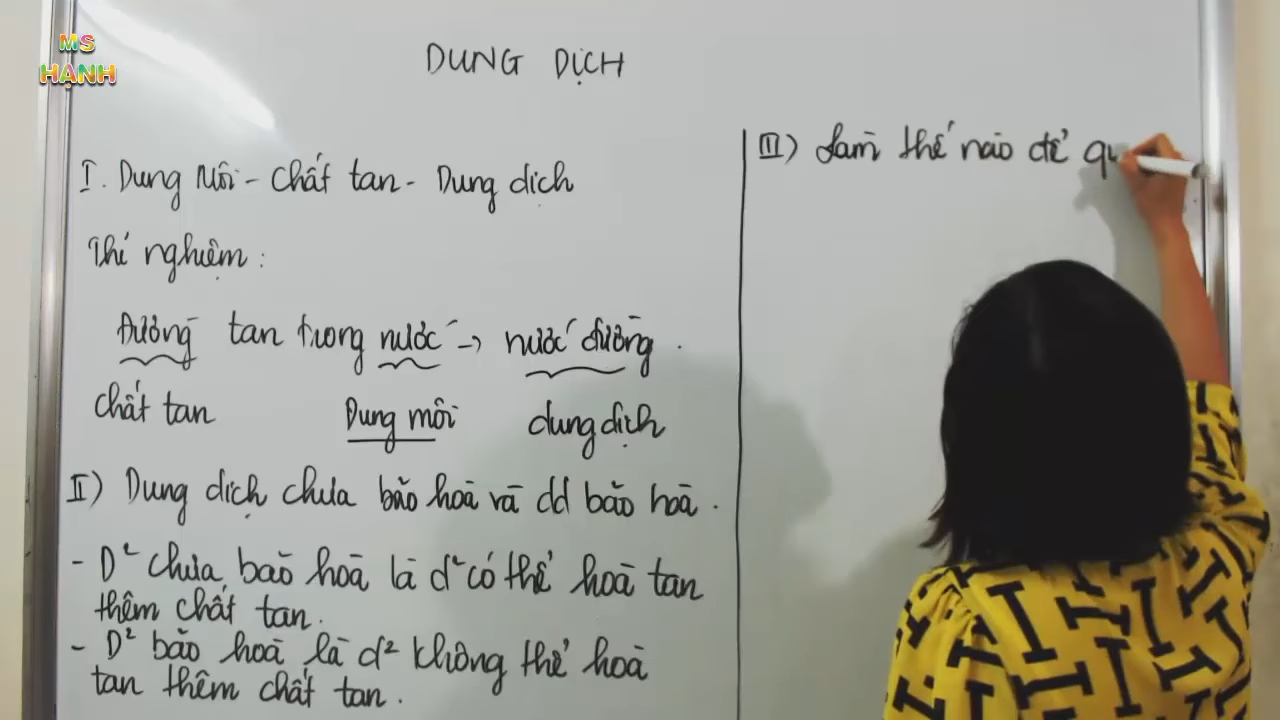 MS
HẠNH
DUNG DỊCH
I. Dung Môi - Chất tan - Dung dịch
Thí nghiệm :
Đường tan trong nước → nước đường .
Chất tan Dung môi dung dịch
II) Dung dịch chưa bão hoà và dd bão hoà .
- D² chưa bão hoà là d² có thể hoà tan
thêm chất tan.
- D² bão hoà là d² không thể hoà
tan thêm chất tan .
III) Làm thế nào để